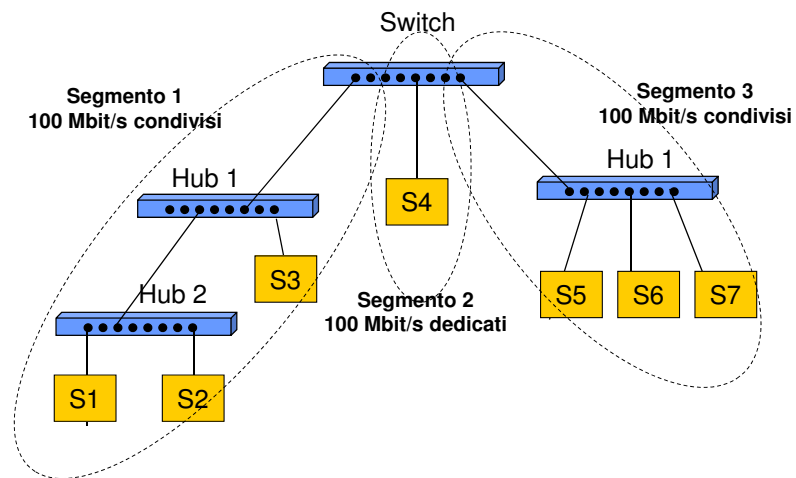 Switch
Segmento 1
100 Mbit/s condivisi
Segmento 3
100 Mbit/s condivisi
Hub 1
Hub 1
S4
S3
Hub 2
Segmento 2
100 Mbit/s dedicati
S5
S6
S7
S1
S2